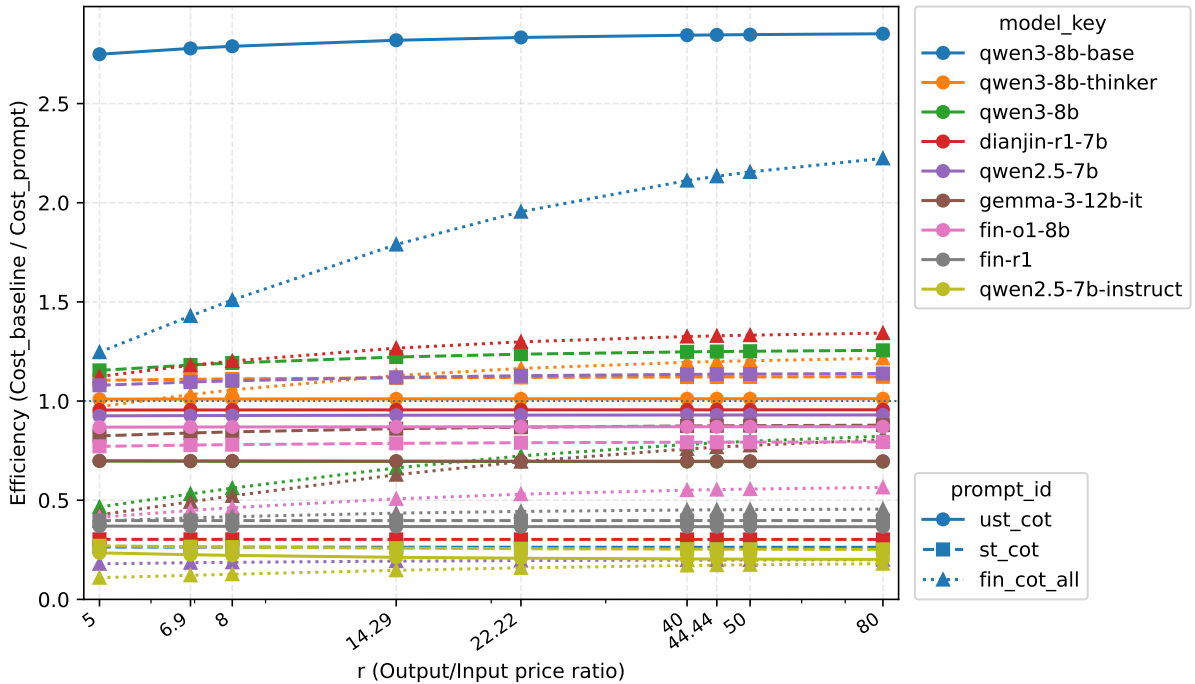 Efficiency (Cost_baseline / Cost_prompt)
2.5
2.0
1.5
1.0
0.5
0.0
5
6.9
8
14.29
22.22
40
44.44
50
80
r (Output/Input price ratio)
model_key
qwen3-8b-base
qwen3-8b-thinker
qwen3-8b
dianjin-r1-7b
qwen2.5-7b
gemma-3-12b-it
fin-o1-8b
fin-r1
qwen2.5-7b-instruct
prompt_id
ust_cot
st_cot
fin_cot_all